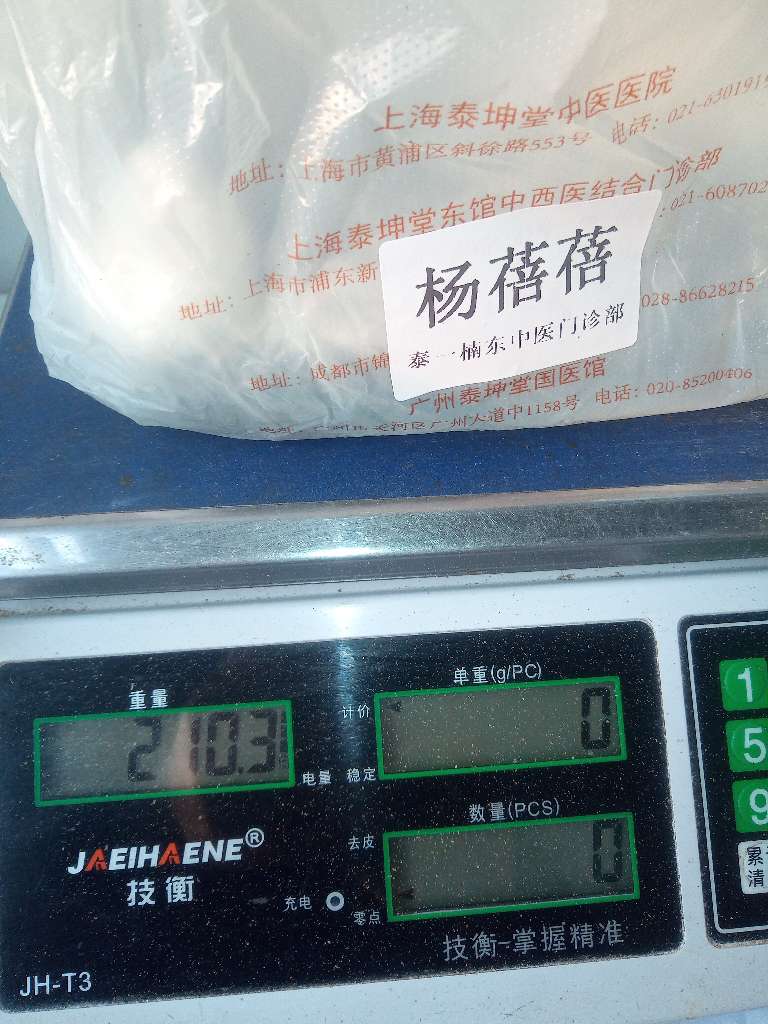 上海泰坤堂中医医院
地址：上海市黄浦区斜徐路553号 电话：021-6301919
上海泰坤堂东馆中西医结合门诊部
地址：上海市浦东新
021-608702
杨蓓蓓
泰一楠东中医门诊部
028-86628215
地址：成都市锦
广州泰坤堂国医馆
广州大道中1158号 电话：020-85200406
重量
210.3
单重(g/PC)
计价
0
电量 稳定
数量(PCS)
去皮
0
JAEIHAENE®
技衡
充电
零点
技衡-掌握精准
JH-T3
1
5
9
累
清